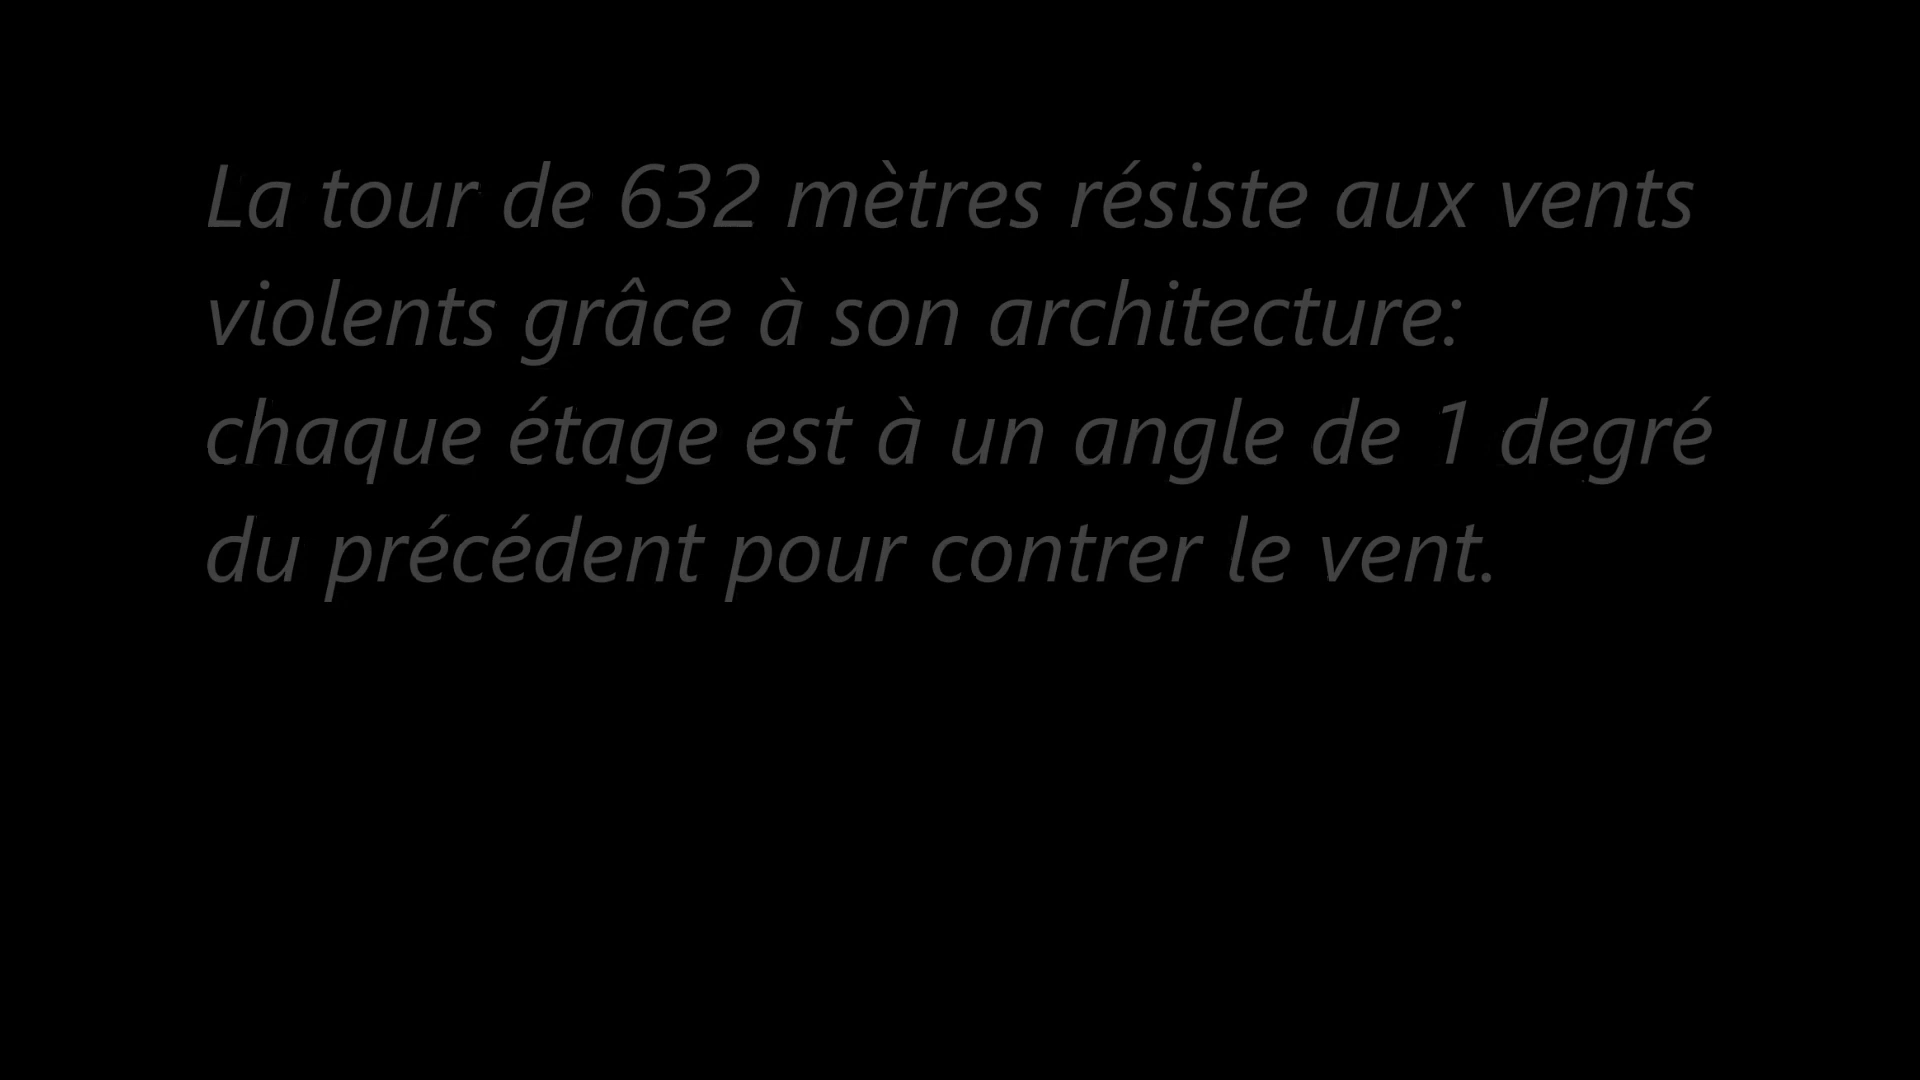 La tour de 632 mètres résiste aux vents
violents grâce à son architecture:
chaque étage est à un angle de 1 degré
du précédent pour contrer le vent.